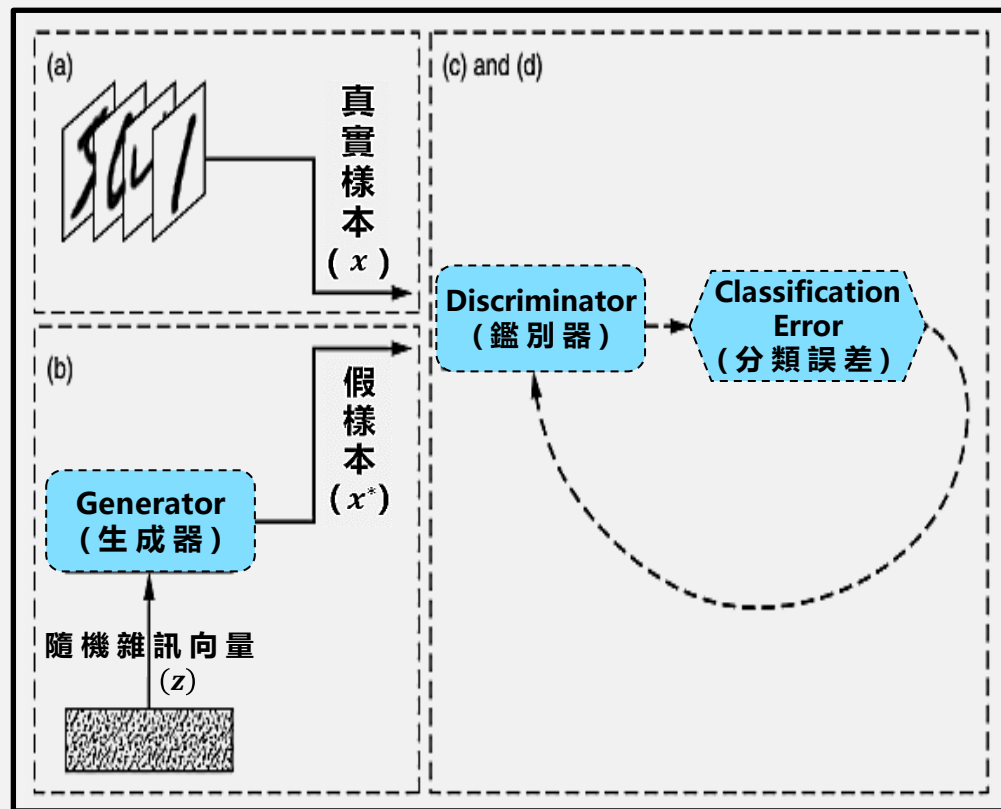 (a)
真實樣本
(x)
(b)
假樣本
(x*)
Generator
(生成器)
隨機雜訊向量
(z)
(c) and (d)
Discriminator
(鑑別器)
Classification
Error
(分類誤差)